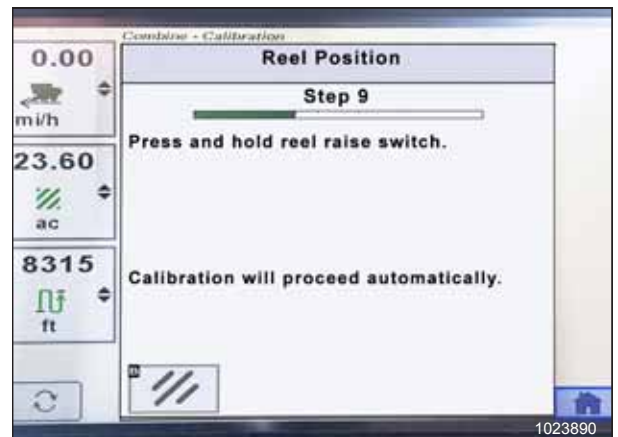 Combine - Calibration
Reel Position
Step 9
Press and hold reel raise switch.
Calibration will proceed automatically.
0.00
mi/h
23.60
ac
8315
ft
1023890